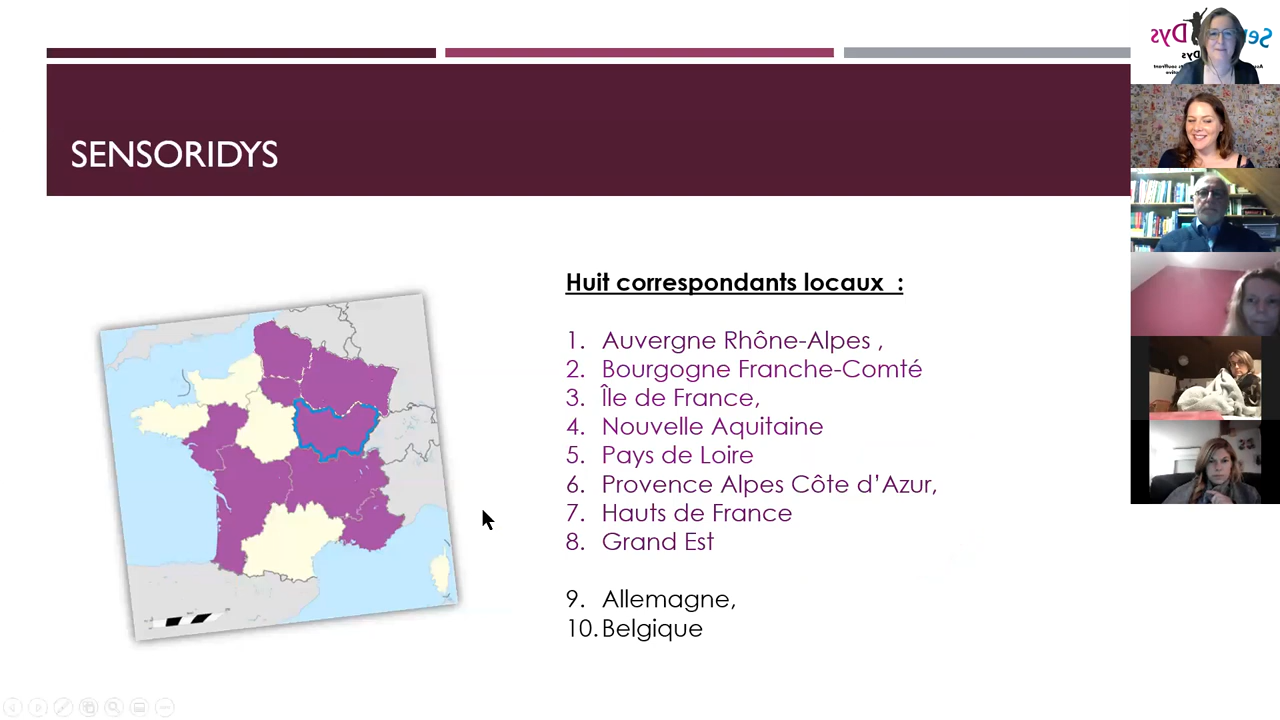 SENSORIDYS
Huit correspondants locaux :
1. Auvergne Rhône-Alpes ,
2. Bourgogne Franche-Comté
3. Île de France,
4. Nouvelle Aquitaine
5. Pays de Loire
6. Provence Alpes Côte d’Azur,
7. Hauts de France
8. Grand Est
9. Allemagne,
10. Belgique